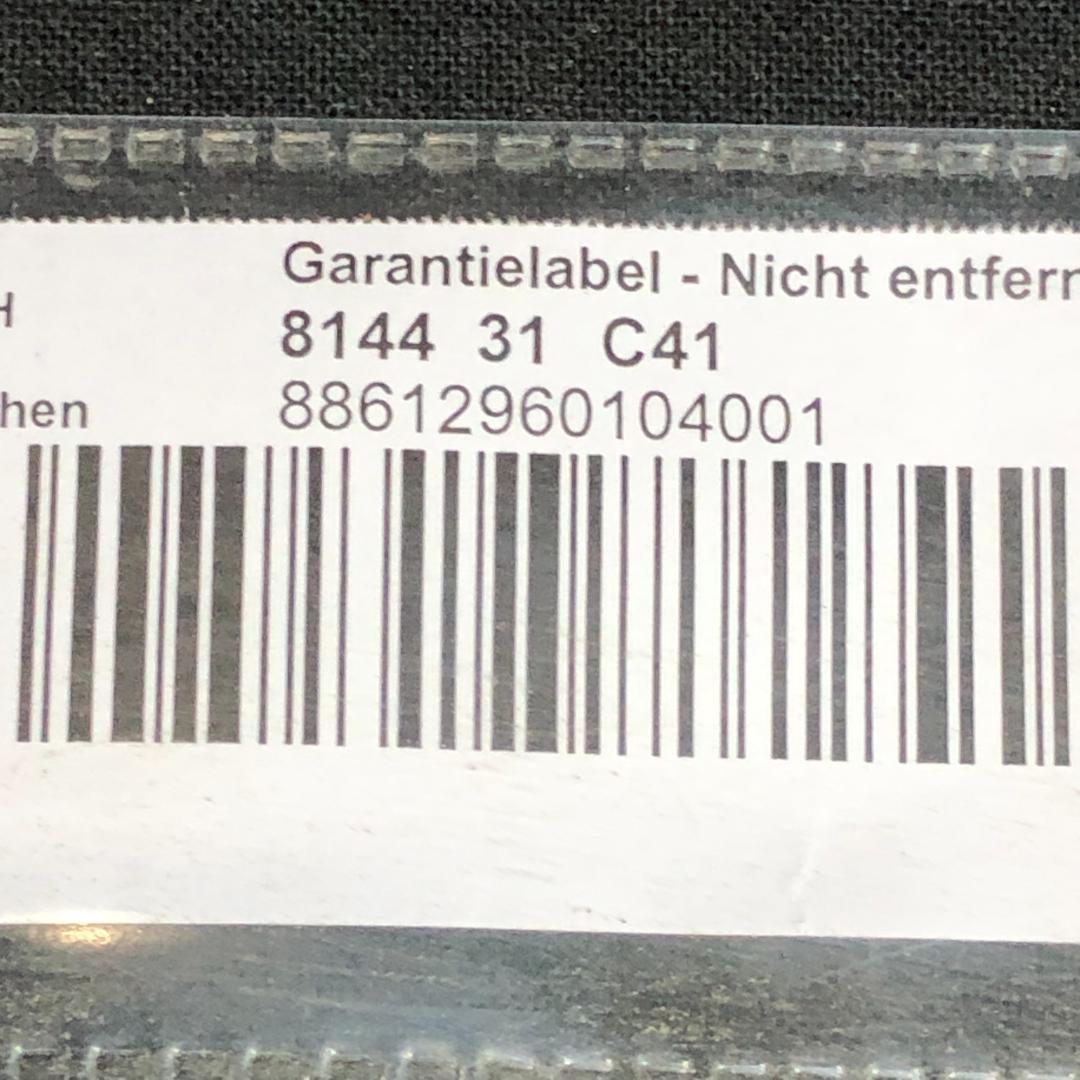 Garantielabel - Nicht entfern
H
8144 31 C41
hen
88612960104001